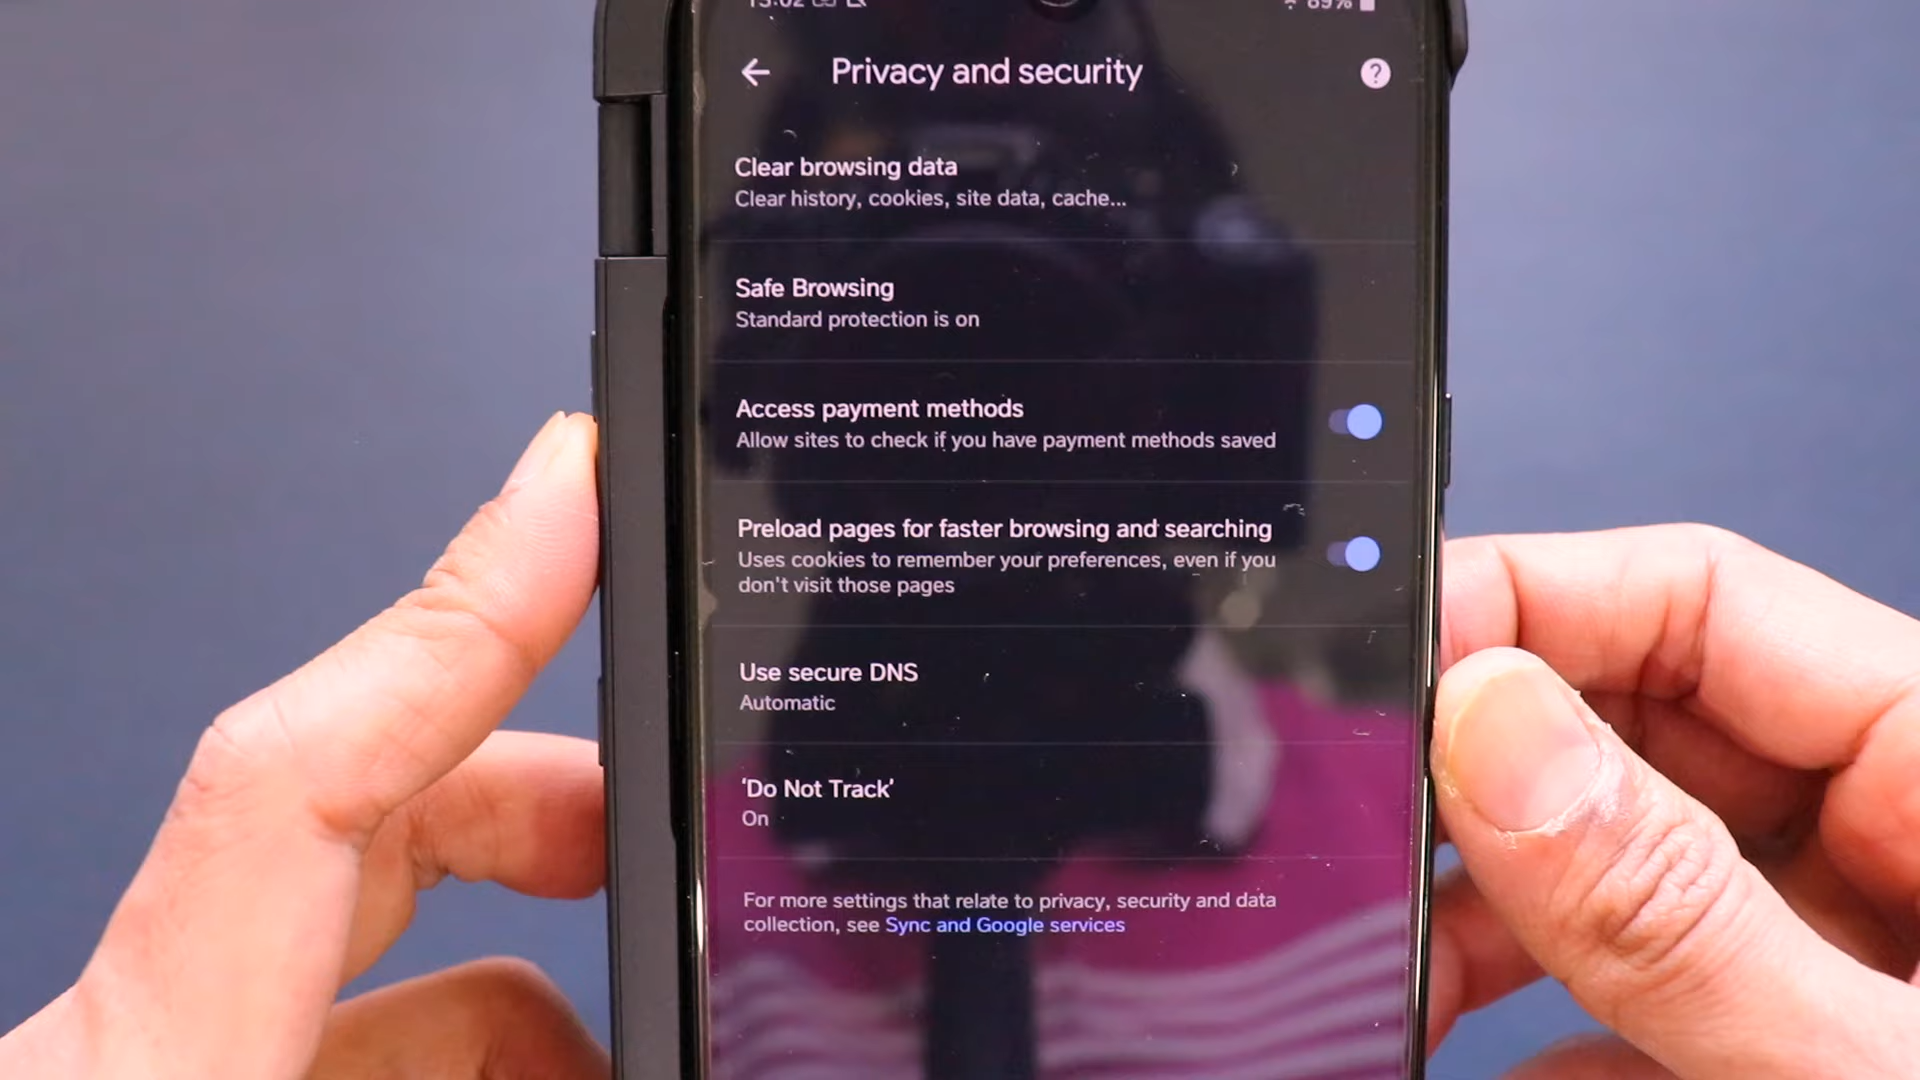 13:02
89%
Privacy and security
Clear browsing data
Clear history, cookies, site data, cache...
Safe Browsing
Standard protection is on
Access payment methods
Allow sites to check if you have payment methods saved
Preload pages for faster browsing and searching
Uses cookies to remember your preferences, even if you
don't visit those pages
Use secure DNS
Automatic
'Do Not Track'
On
For more settings that relate to privacy, security and data
collection, see Sync and Google services